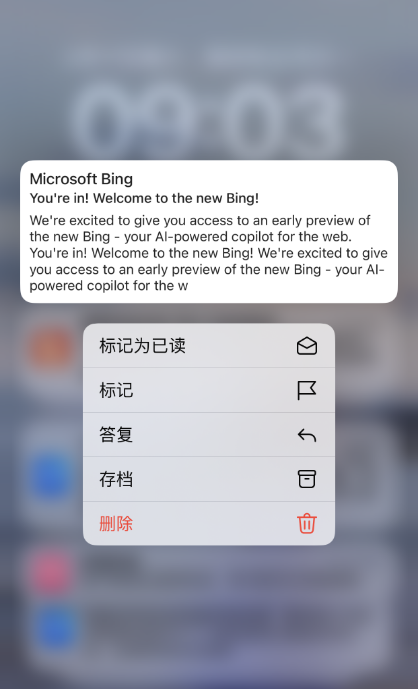 09:03
Microsoft Bing
You're in! Welcome to the new Bing!
We're excited to give you access to an early preview of
the new Bing - your AI-powered copilot for the web.
You're in! Welcome to the new Bing! We're excited to give
you access to an early preview of the new Bing - your AI-
powered copilot for the w
标记为已读
标记
答复
存档
删除